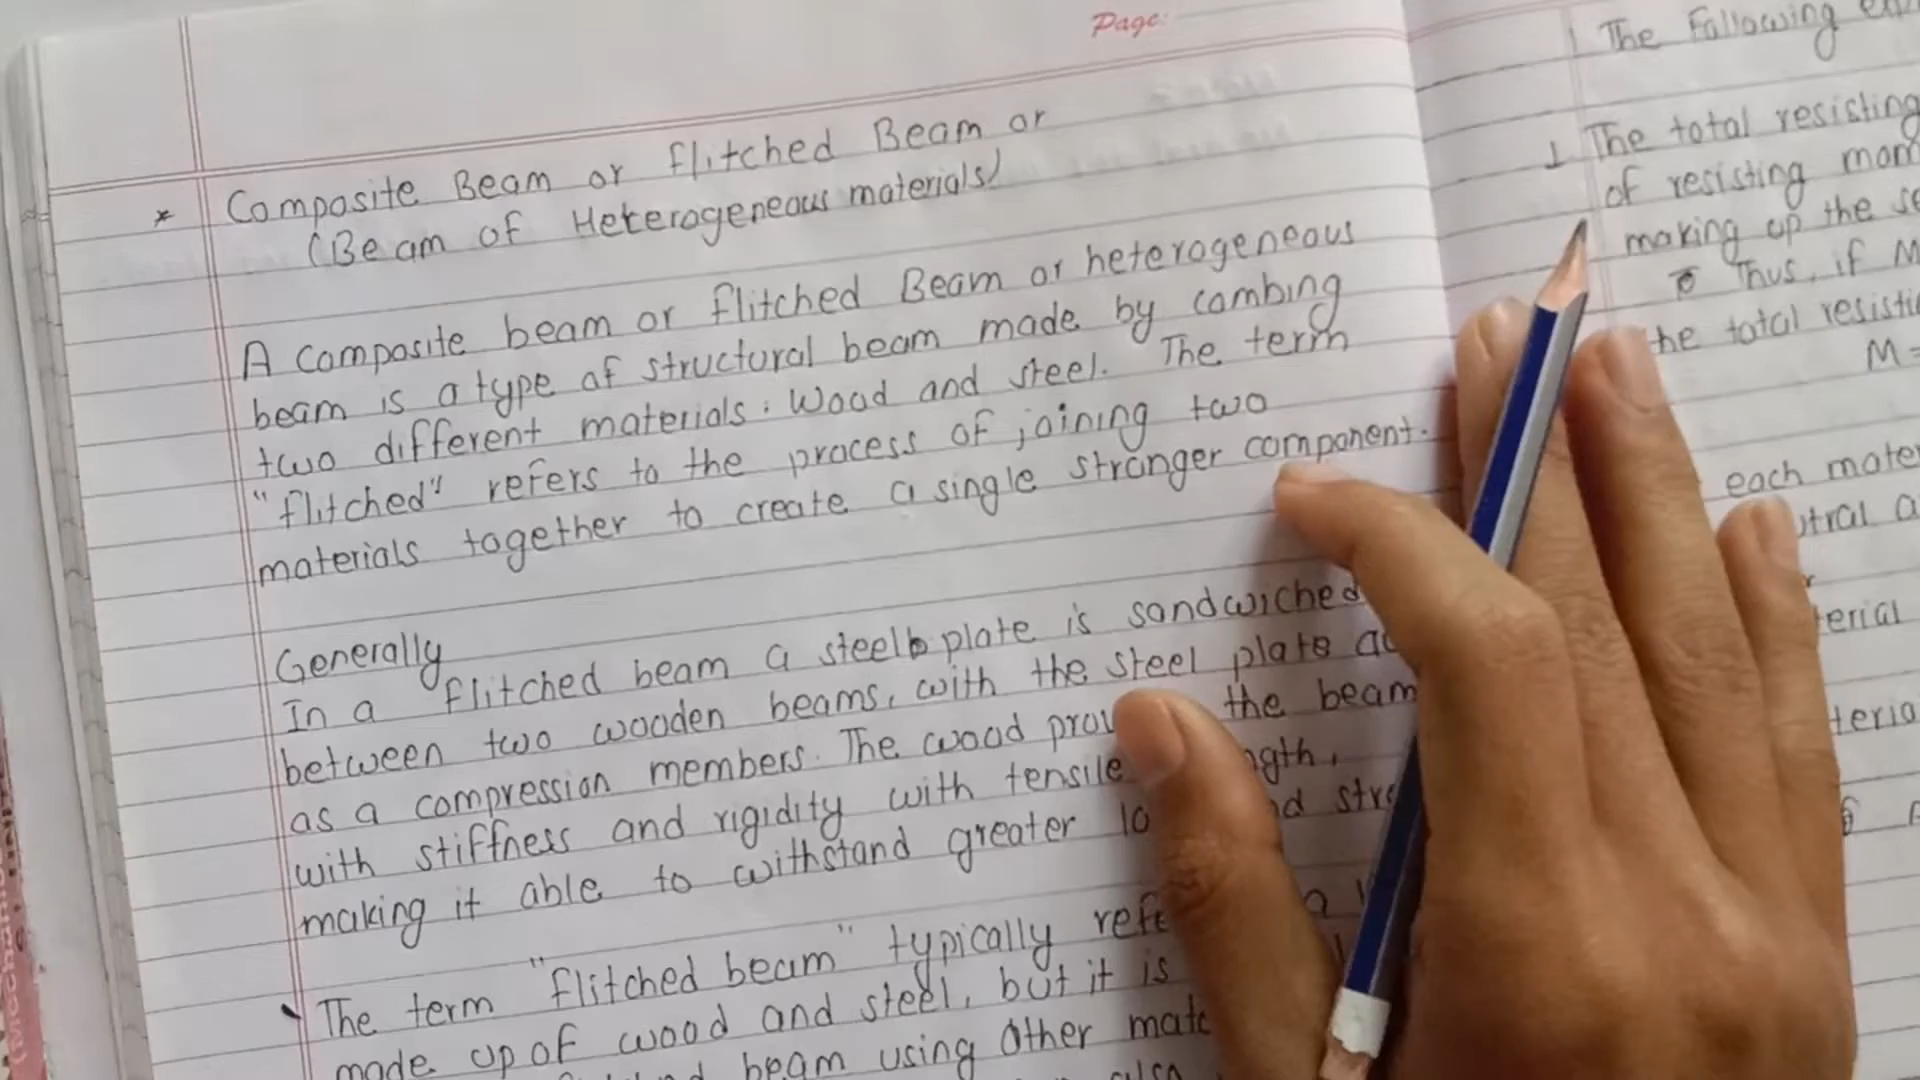 Page:
* Composite Beam or flitched Beam or
(Beam of Heterogeneous materials)
A composite beam or flitched Beam or heterogeneous
beam is a type of structural beam made by combing
two different materials: Wood and steel. The term
"flitched" refers to the process of joining two
materials together to create a single stronger component.
Generally
In a flitched beam a steel plate is sandwiched
between two wooden beams, with the steel plate
as a compression members. The wood the beam
with stiffness and rigidity with tensile
making it able to withstand greater
The term "flitched beam" typically
made up of wood and steel, but it is
beam using other
also
The Following
1 The total resisting
of resisting
making up the
Thus, if M
the total
M =
each